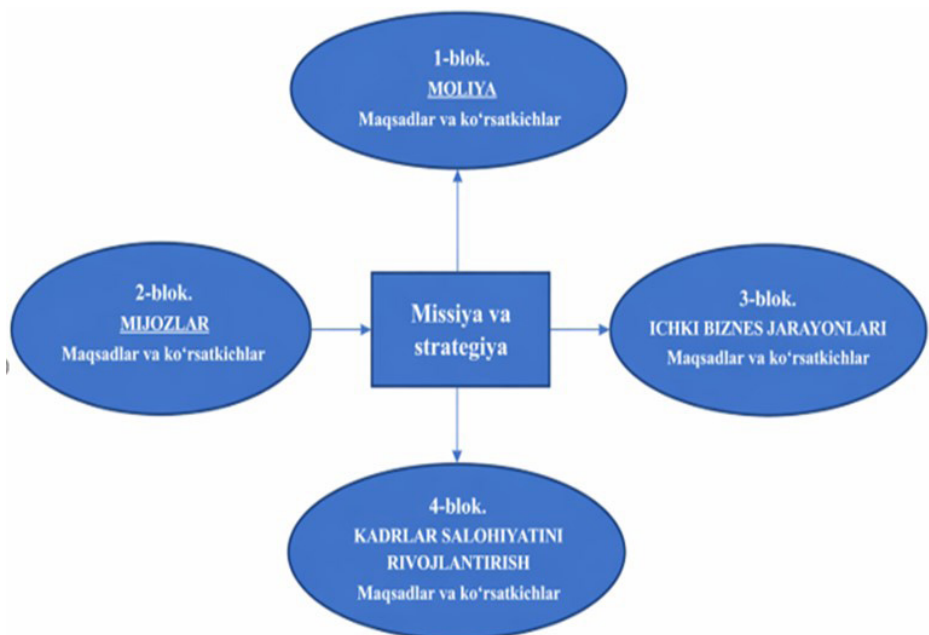 1-blok.
MOLIYA
Maqsadlar va ko‘rsatkichlar
2-blok.
MIJOZLAR
Maqsadlar va ko‘rsatkichlar
Missiya va
strategiya
3-blok.
ICHKI BIZNES JARAYONLARI
Maqsadlar va ko‘rsatkichlar
4-blok.
KADRLAR SALOHIYATINI
RIVOJLANTIRISH
Maqsadlar va ko‘rsatkichlar